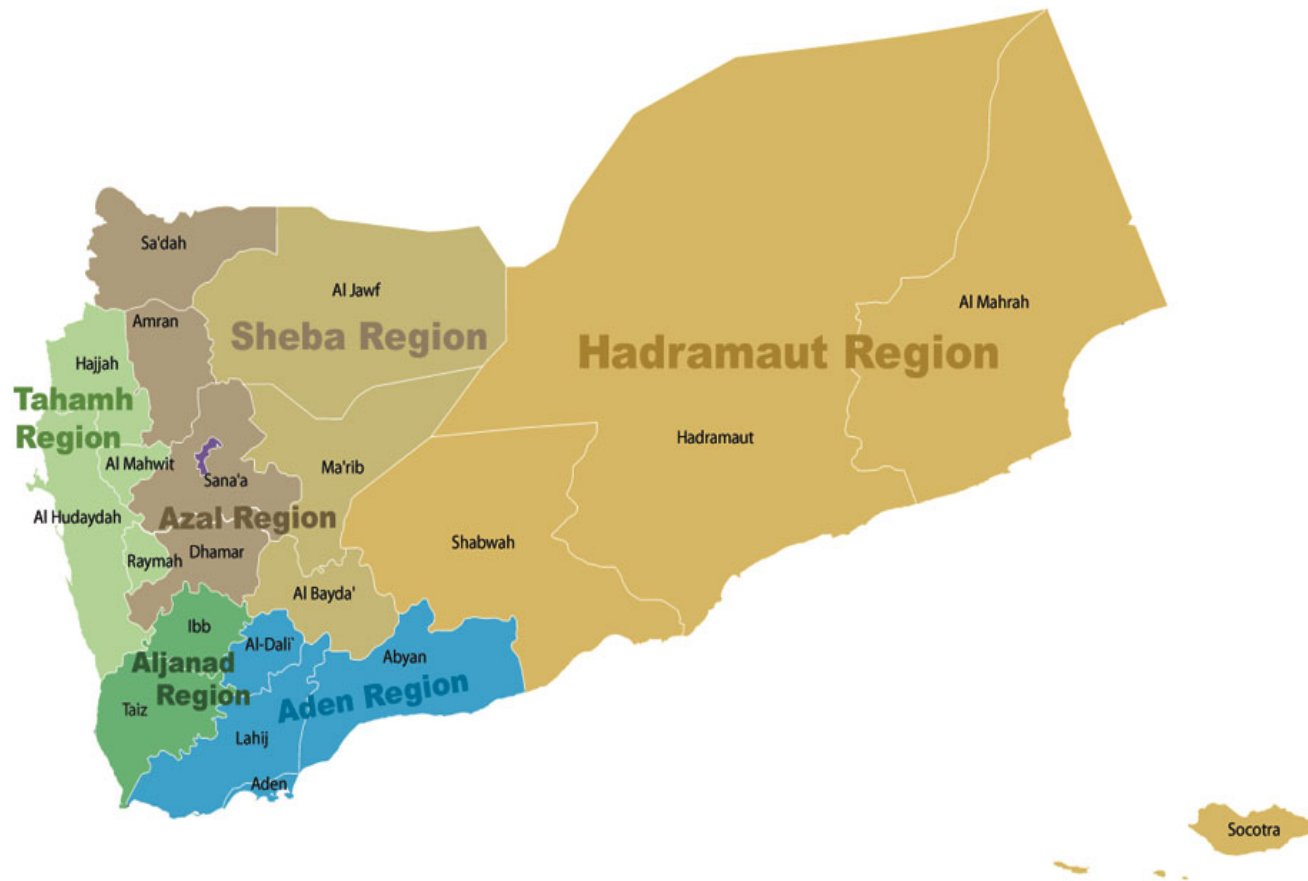 Sa'dah
Al Jawf
Al Mahrah
Amran
Sheba Region
Hadramaut Region
Hajjah
Tahamh
Region
Hadramaut
Al Mahwit
Ma'rib
Sana'a
Al Hudaydah
Azal Region
Shabwah
Dhamar
Raymah
Al Bayda'
Ibb
Al-Dali`
Abyan
Aljanad
Region
Aden Region
Taiz
Lahij
Aden
Socotra